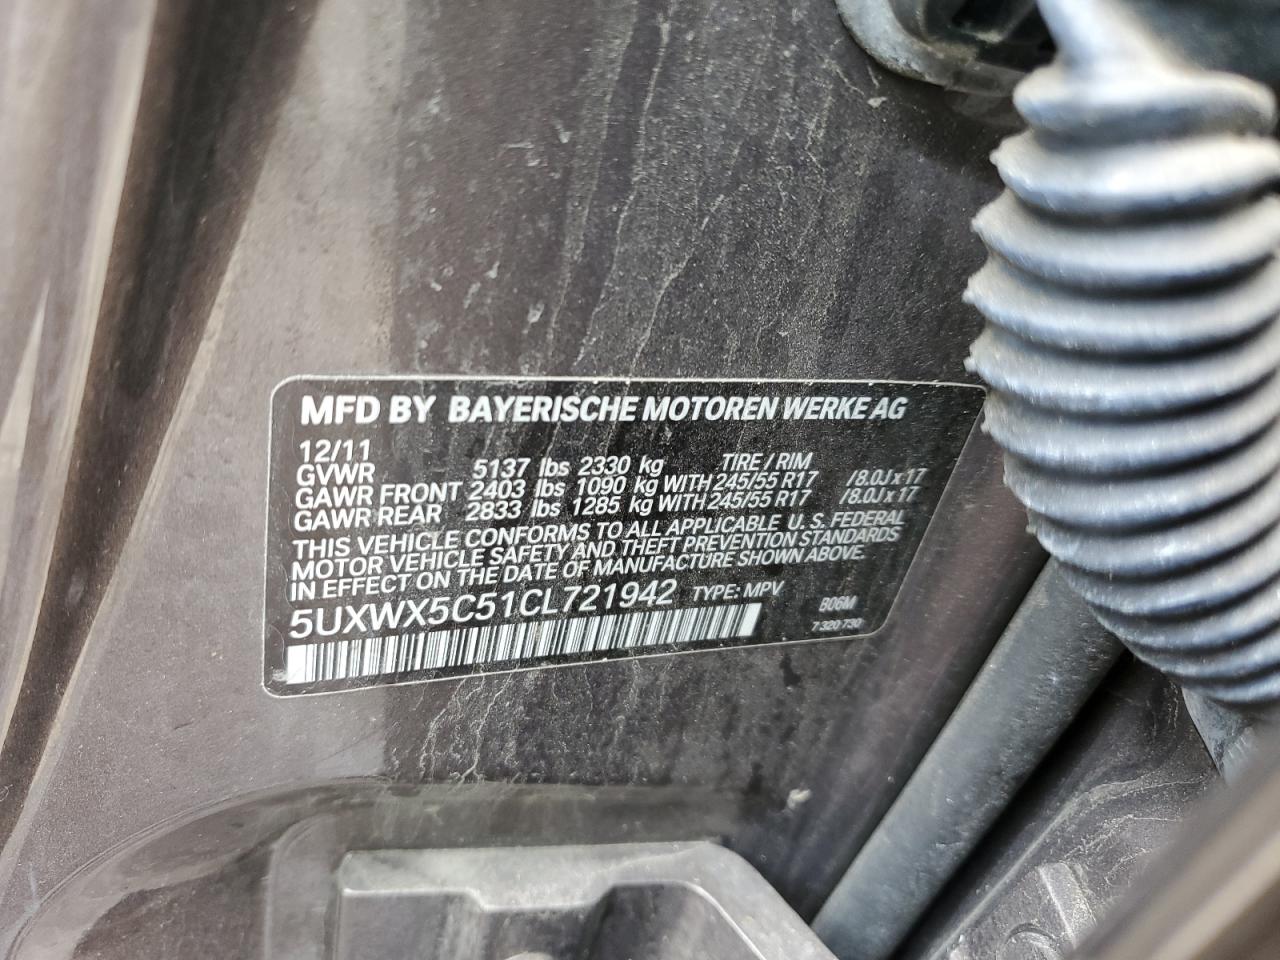 MFD BY BAYERISCHE MOTOREN WERKE AG
12/11
GVWR 5137 lbs 2330 kg TIRE / RIM
GAWR FRONT 2403 lbs 1090 kg WITH 245/55 R17 /8.0J x 17
GAWR REAR 2833 lbs 1285 kg WITH 245/55 R17 /8.0J x 17
THIS VEHICLE CONFORMS TO ALL APPLICABLE U.S. FEDERAL
MOTOR VEHICLE SAFETY AND THEFT PREVENTION STANDARDS
IN EFFECT ON THE DATE OF MANUFACTURE SHOWN ABOVE.
5UXWX5C51CL721942 TYPE: MPV B06M
7 320 730